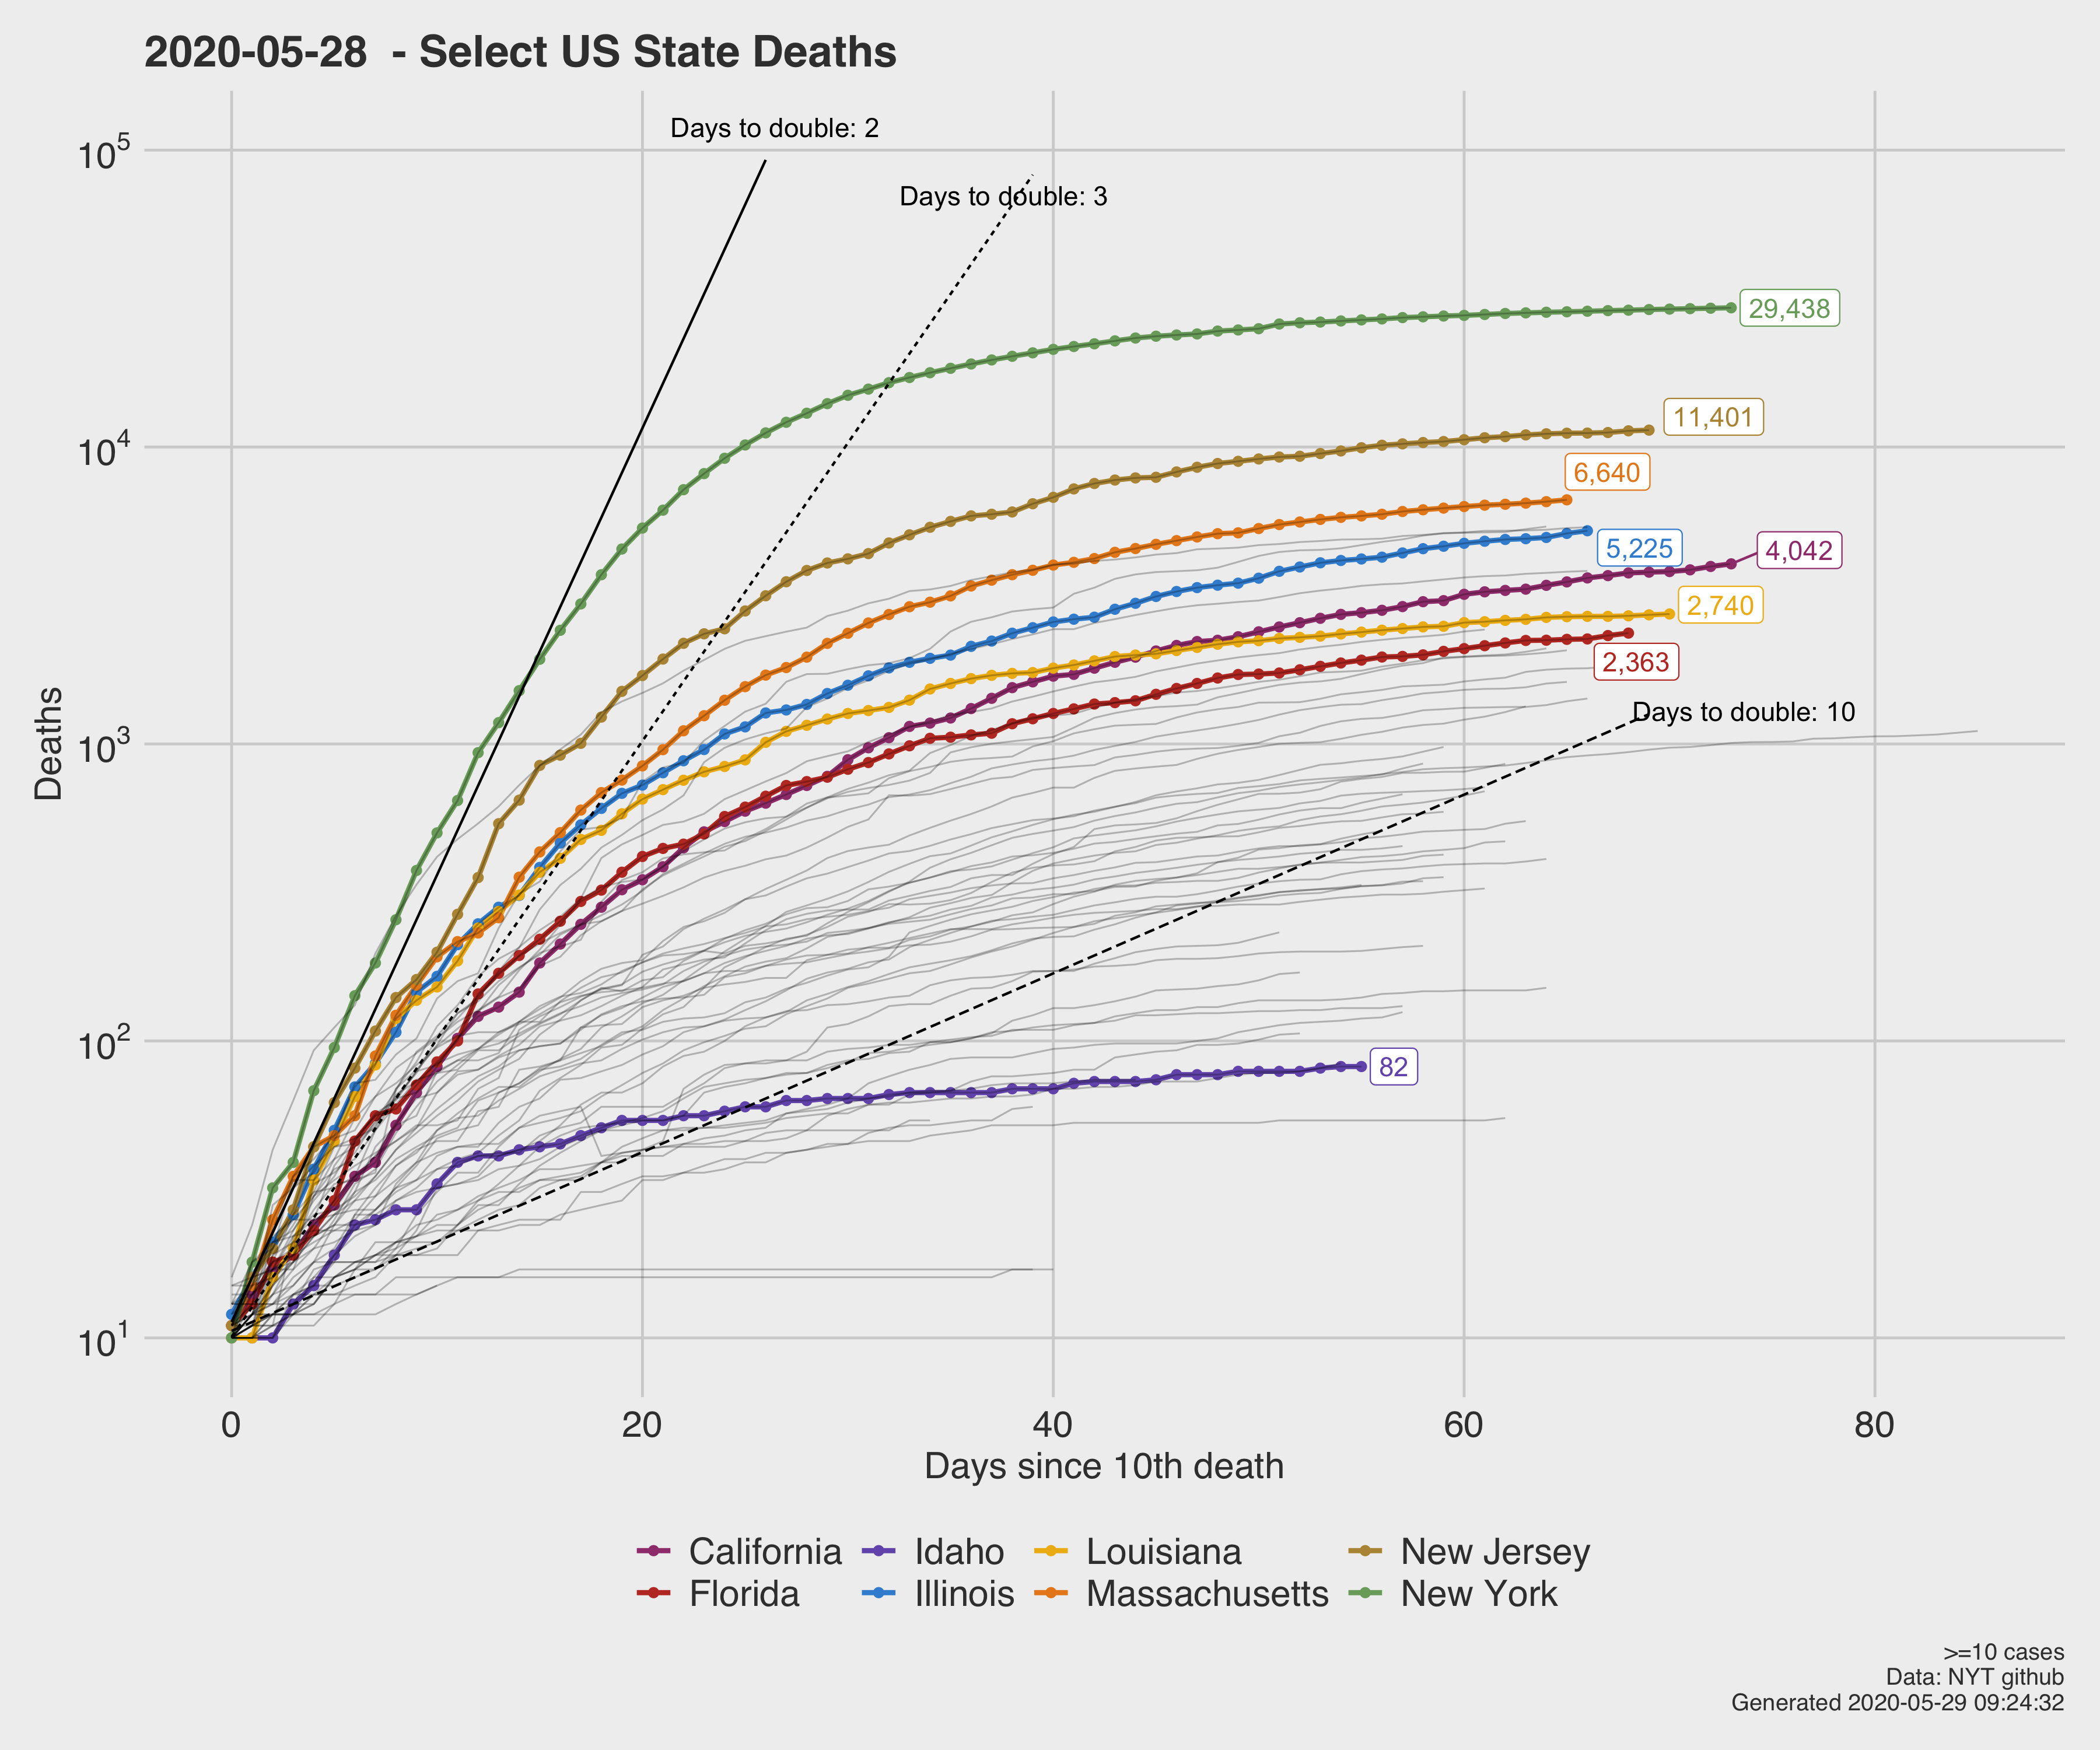 2020-05-28  - Select US State Deaths
Days to double: 2
10^5
Days to double: 3
29,438
11,401
10^4
6,640
5,225
4,042
2,740
2,363
Days to double: 10
10^3
Deaths
82
10^2
10^1
0 20 40 60 80
Days since 10th death
California Idaho Louisiana New Jersey
Florida Illinois Massachusetts New York
>=10 cases
Data: NYT github
Generated 2020-05-29 09:24:32